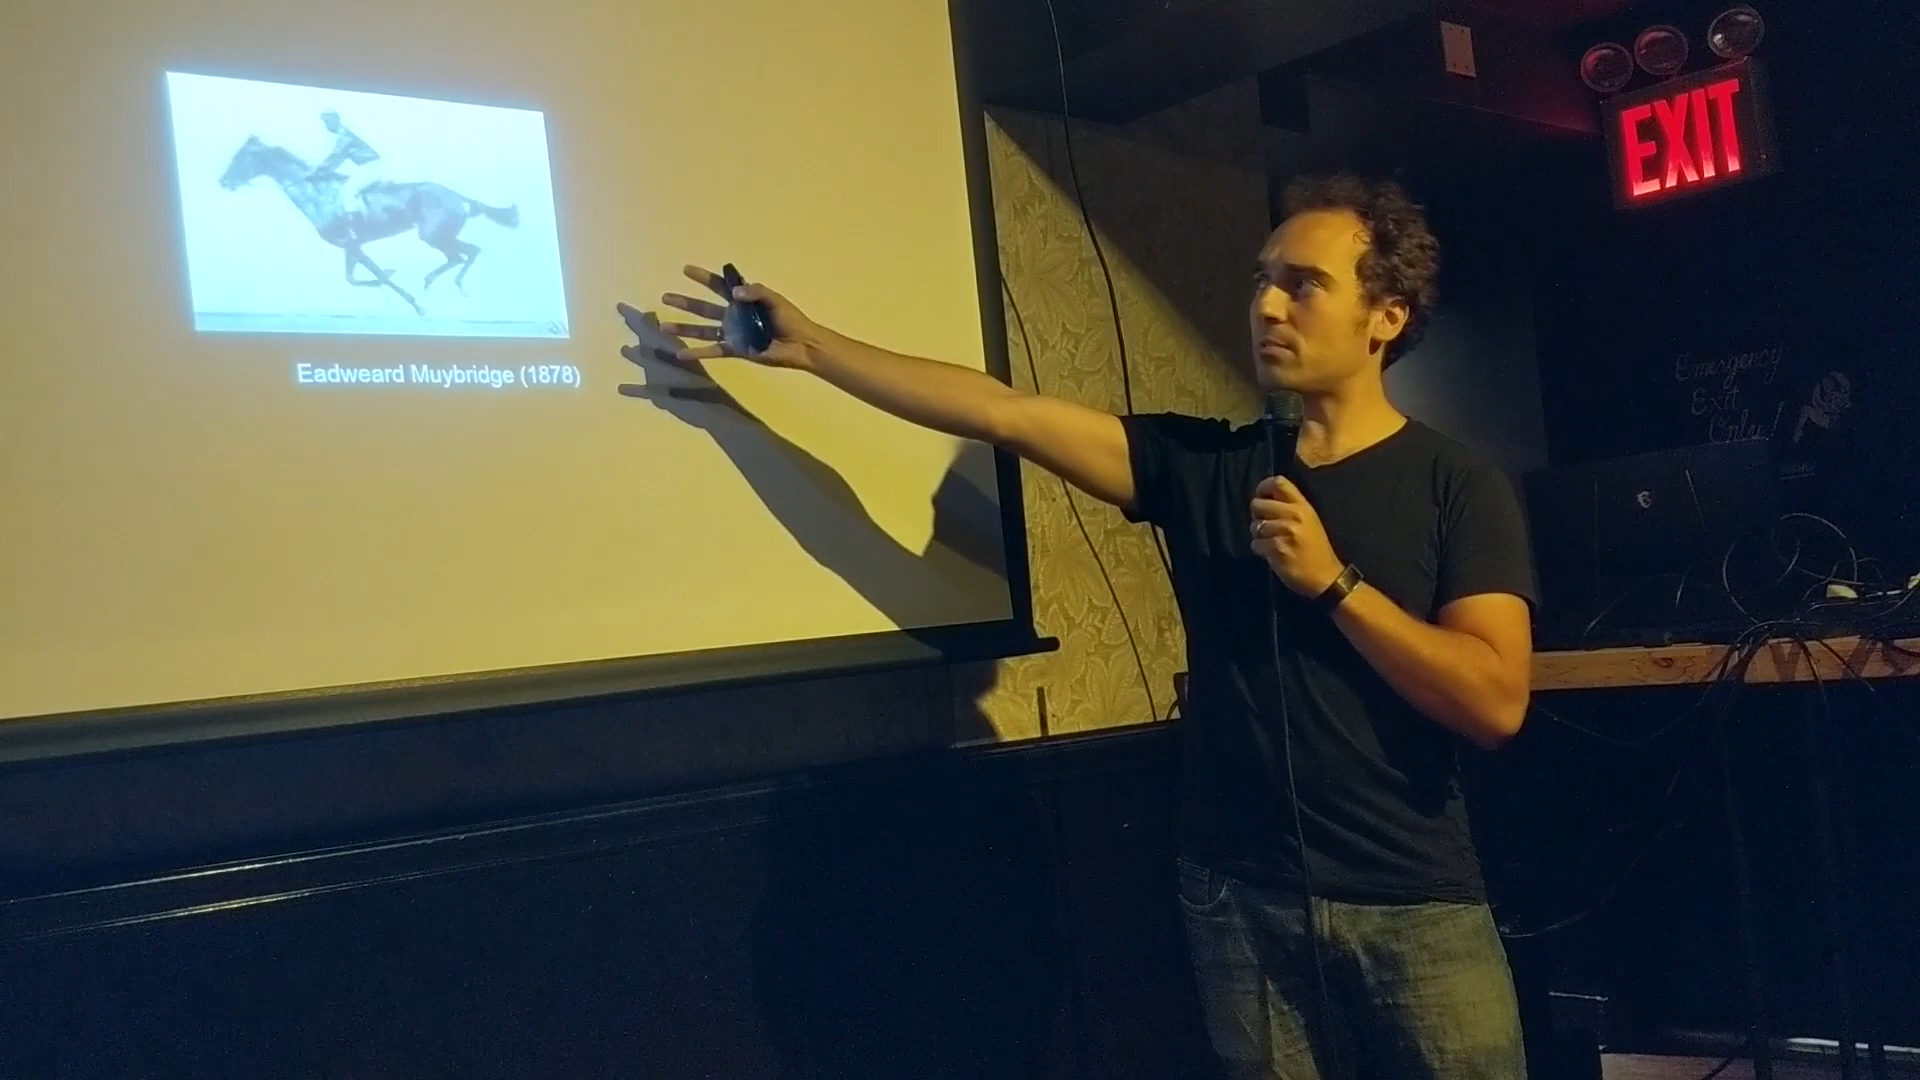 Eadweard Muybridge (1878)
EXIT
Emergency
Exit
Only!